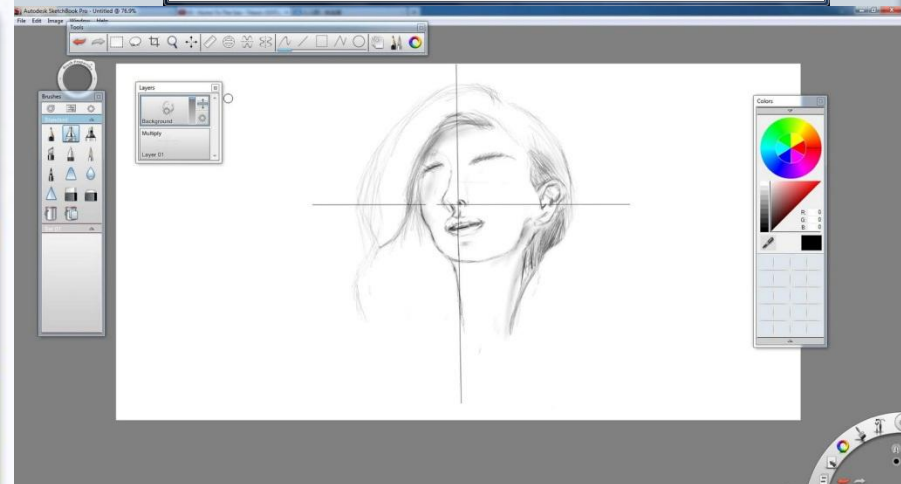 Autodesk SketchBook Pro - Untitled @ 76.9%
File Edit Image Window Help
Tools
Brushes
Layers
Background
Multiply
Layer 01
Colors
R: 0
G: 0
B: 0